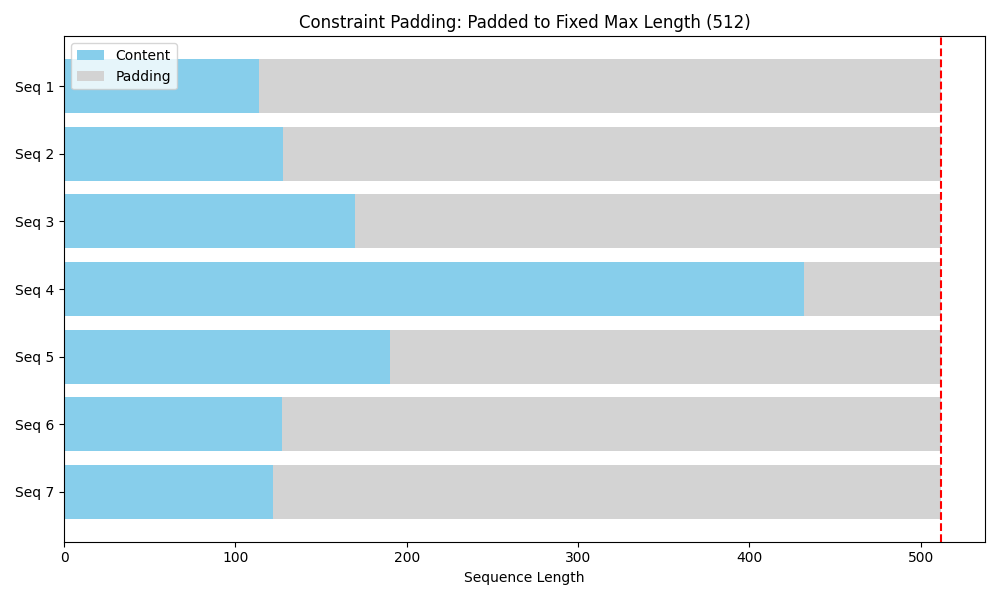 Constraint Padding: Padded to Fixed Max Length (512)
Content
Padding
Seq 1
Seq 2
Seq 3
Seq 4
Seq 5
Seq 6
Seq 7
0 100 200 300 400 500
Sequence Length